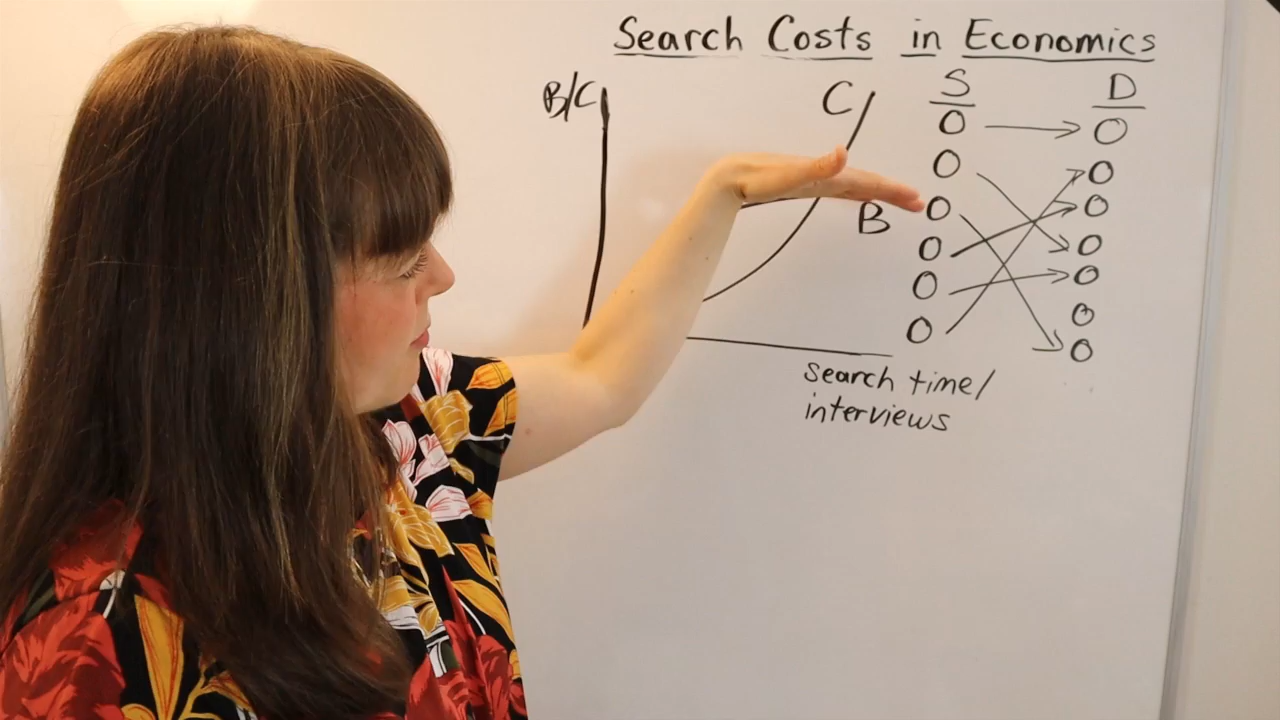 Search Costs in Economics
B/C
C
B
search time/
interviews
S
D